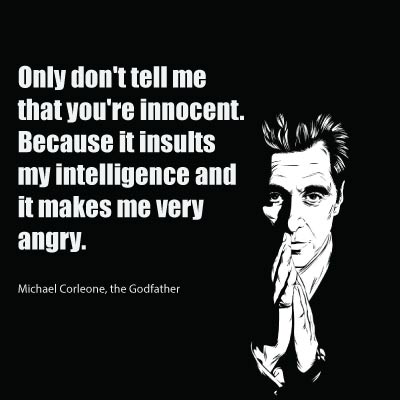 Only don't tell me
that you're innocent.
Because it insults
my intelligence and
it makes me very
angry.
Michael Corleone, the Godfather